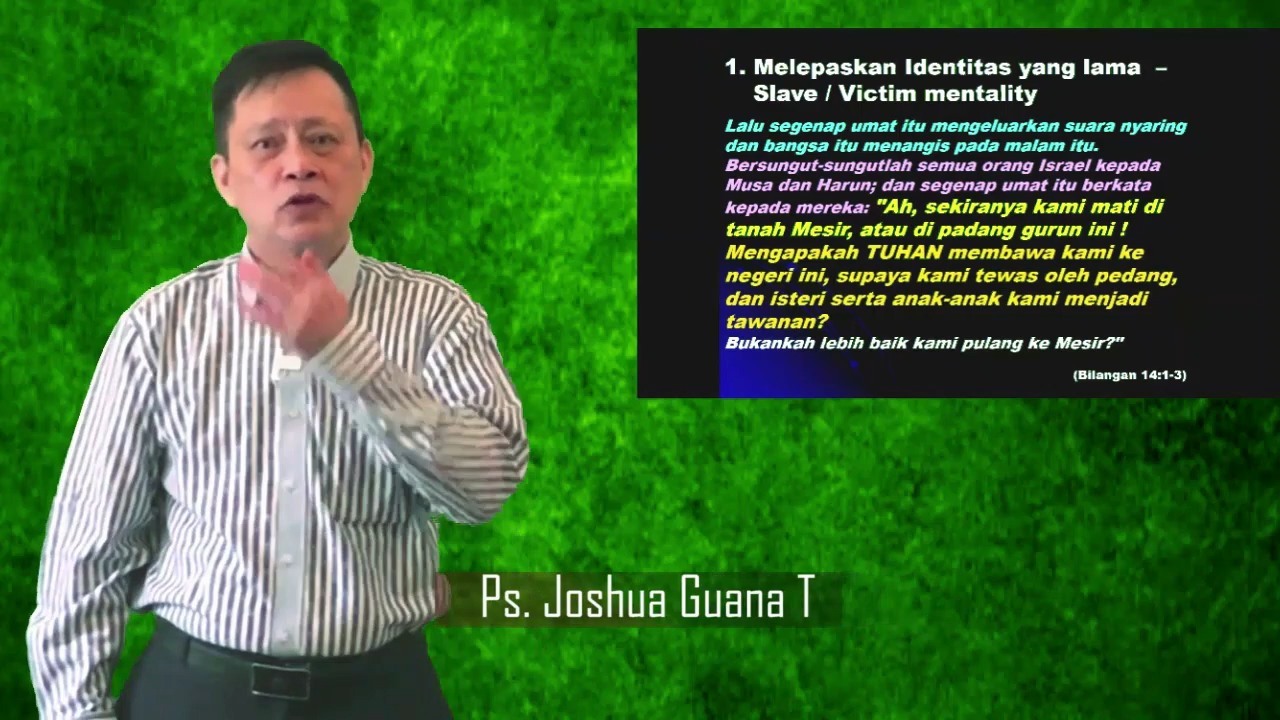 1. Melepaskan Identitas yang lama –
Slave / Victim mentality
Lalu segenap umat itu mengeluarkan suara nyaring
dan bangsa itu menangis pada malam itu.
Bersungut-sungutlah semua orang Israel kepada
Musa dan Harun; dan segenap umat itu berkata
kepada mereka: "Ah, sekiranya kami mati di
tanah Mesir, atau di padang gurun ini !
Mengapakah TUHAN membawa kami ke
negeri ini, supaya kami tewas oleh pedang,
dan isteri serta anak-anak kami menjadi
tawanan?
Bukankah lebih baik kami pulang ke Mesir?"
(Bilangan 14:1-3)
Ps. Joshua Guana T